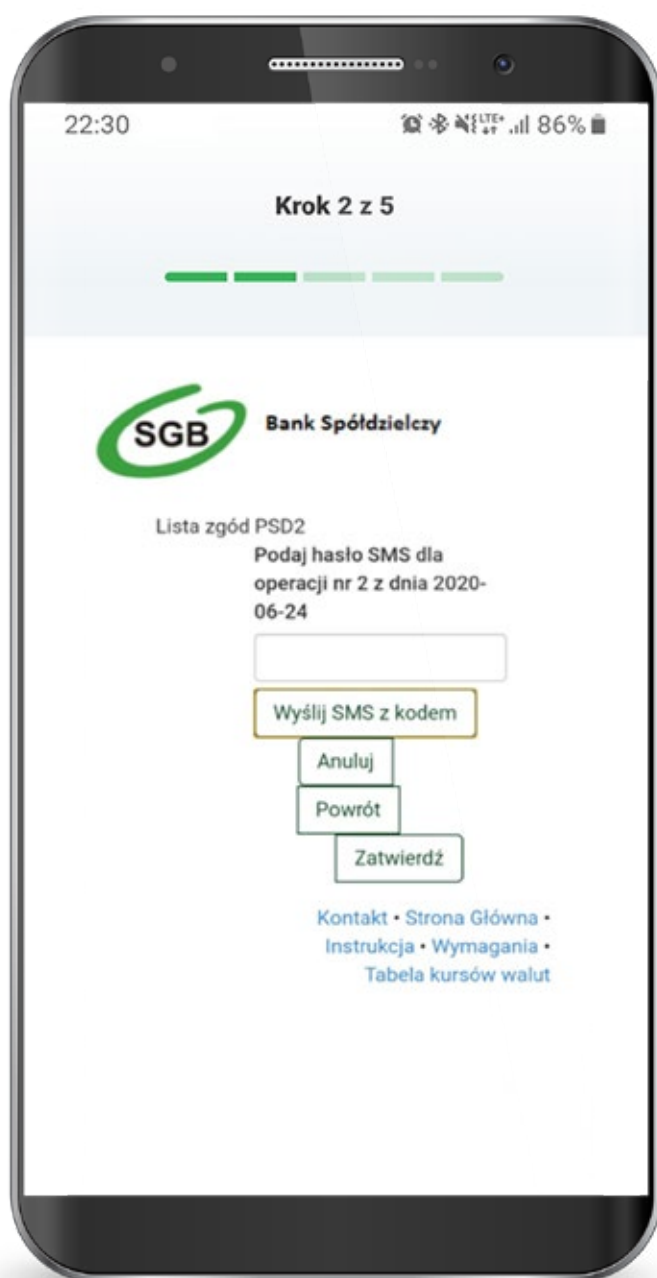 22:30 LTE+ 86%
Krok 2 z 5
SGB Bank Spółdzielczy
Lista zgód PSD2
Podaj hasło SMS dla
operacji nr 2 z dnia 2020-
06-24
Wyślij SMS z kodem
Anuluj
Powrót
Zatwierdź
Kontakt • Strona Główna •
Instrukcja • Wymagania •
Tabela kursów walut